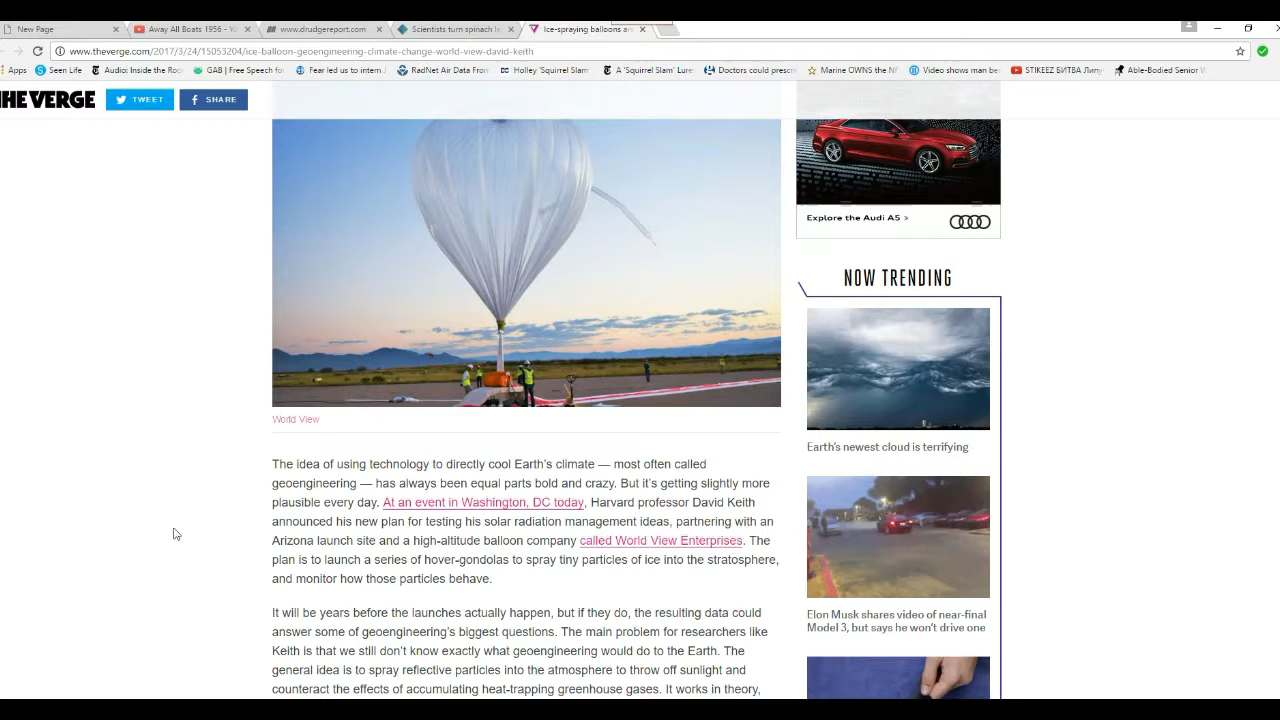 New Page
Away All Boats 1956 - Yo
www.drudgereport.com
Scientists turn spinach l
Ice-spraying balloons are
www.theverge.com/2017/3/24/15053204/ice-balloon-geoengineering-climate-change-world-view-david-keith
Apps
Seen Life
Audio: Inside the Ro
GAB | Free Speech fo
Fear led us to intern J
RadNet Air Data From
Holley 'Squirrel Slam
A 'Squirrel Slam' Lure
Doctors could prescri
Marine OWNS the NF
Video shows man be
STIKEEZ БИТВА Липу
Able-Bodied Senior W
THE VERGE
TWEET
SHARE
Explore the Audi A5 >
NOW TRENDING
World View
The idea of using technology to directly cool Earth's climate — most often called
geoengineering — has always been equal parts bold and crazy. But it's getting slightly more
plausible every day. At an event in Washington, DC today, Harvard professor David Keith
announced his new plan for testing his solar radiation management ideas, partnering with an
Arizona launch site and a high-altitude balloon company called World View Enterprises. The
plan is to launch a series of hover-gondolas to spray tiny particles of ice into the stratosphere,
and monitor how those particles behave.
It will be years before the launches actually happen, but if they do, the resulting data could
answer some of geoengineering's biggest questions. The main problem for researchers like
Keith is that we still don't know exactly what geoengineering would do to the Earth. The
general idea is to spray reflective particles into the atmosphere to throw off sunlight and
counteract the effects of accumulating heat-trapping greenhouse gases. It works in theory,
Earth's newest cloud is terrifying
Elon Musk shares video of near-final
Model 3, but says he won't drive one